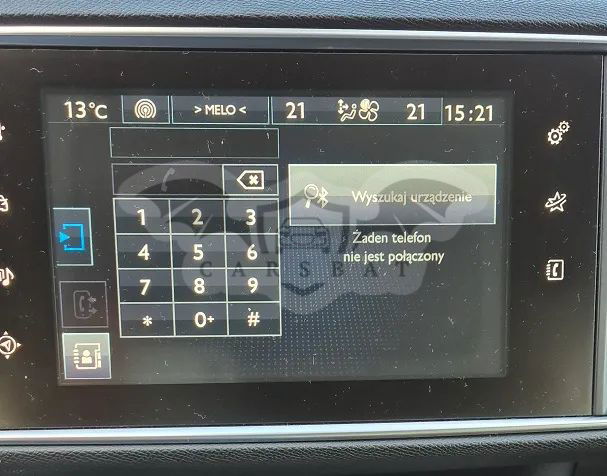 13°C
> MELO <
21
21
15:21
Wyszukaj urządzenie
Żaden telefon
nie jest połączony
1 2 3
4 5 6
7 8 9
* 0+ #
CARSBAT